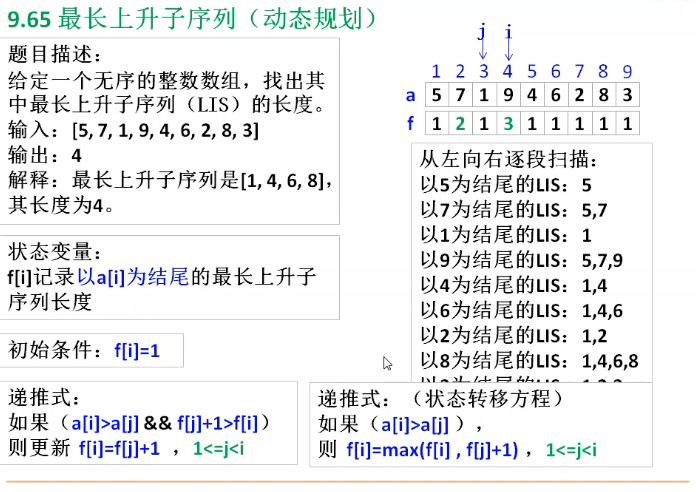 9.65 最长上升子序列（动态规划）
题目描述：
给定一个无序的整数数组，找出其
中最长上升子序列（LIS）的长度。
输入：[5, 7, 1, 9, 4, 6, 2, 8, 3]
输出：4
解释：最长上升子序列是[1, 4, 6, 8]，
其长度为4。
状态变量：
f[i]记录以a[i]为结尾的最长上升子
序列长度
初始条件：f[i]=1
递推式：
如果（a[i]>a[j] && f[j]+1>f[i]）
则更新 f[i]=f[j]+1 ，1<=j<i
j i
1 2 3 4 5 6 7 8 9
a 5 7 1 9 4 6 2 8 3
f 1 2 1 3 1 1 1 1 1
从左向右逐段扫描：
以5为结尾的LIS：5
以7为结尾的LIS：5,7
以1为结尾的LIS：1
以9为结尾的LIS：5,7,9
以4为结尾的LIS：1,4
以6为结尾的LIS：1,4,6
以2为结尾的LIS：1,2
以8为结尾的LIS：1,4,6,8
递推式：（状态转移方程）
如果（a[i]>a[j] ），
则 f[i]=max(f[i] , f[j]+1) ，1<=j<i